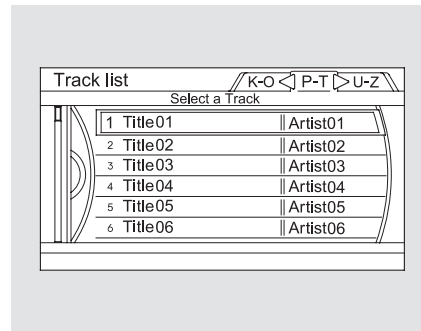 Track list K-O P-T U-Z
Select a Track
1 Title01 Artist01
2 Title02 Artist02
3 Title03 Artist03
4 Title04 Artist04
5 Title05 Artist05
6 Title06 Artist06